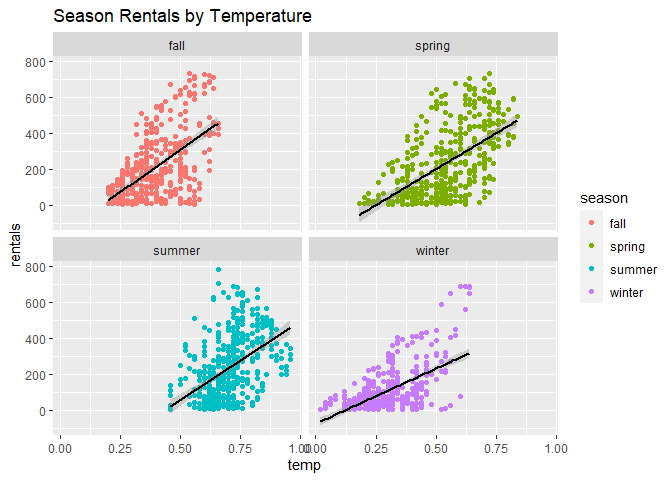 Season Rentals by Temperature
fall
spring
800
600
400
200
0
summer
winter
800
600
400
200
0
0.00
0.25
0.50
0.75
1.00
0.00
0.25
0.50
0.75
1.00
temp
rentals
season
fall
spring
summer
winter